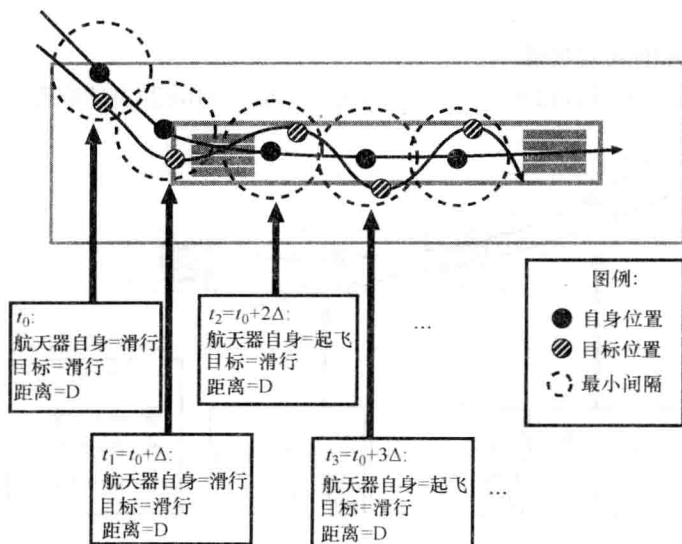 t₀:
航天器自身=滑行
目标=滑行
距离=D
t₁=t₀+Δ:
航天器自身=滑行
目标=滑行
距离=D
t₂=t₀+2Δ:
航天器自身=起飞
目标=滑行
距离=D
...
t₃=t₀+3Δ:
航天器自身=起飞
目标=滑行
距离=D
...
图例:
自身位置
目标位置
最小间隔